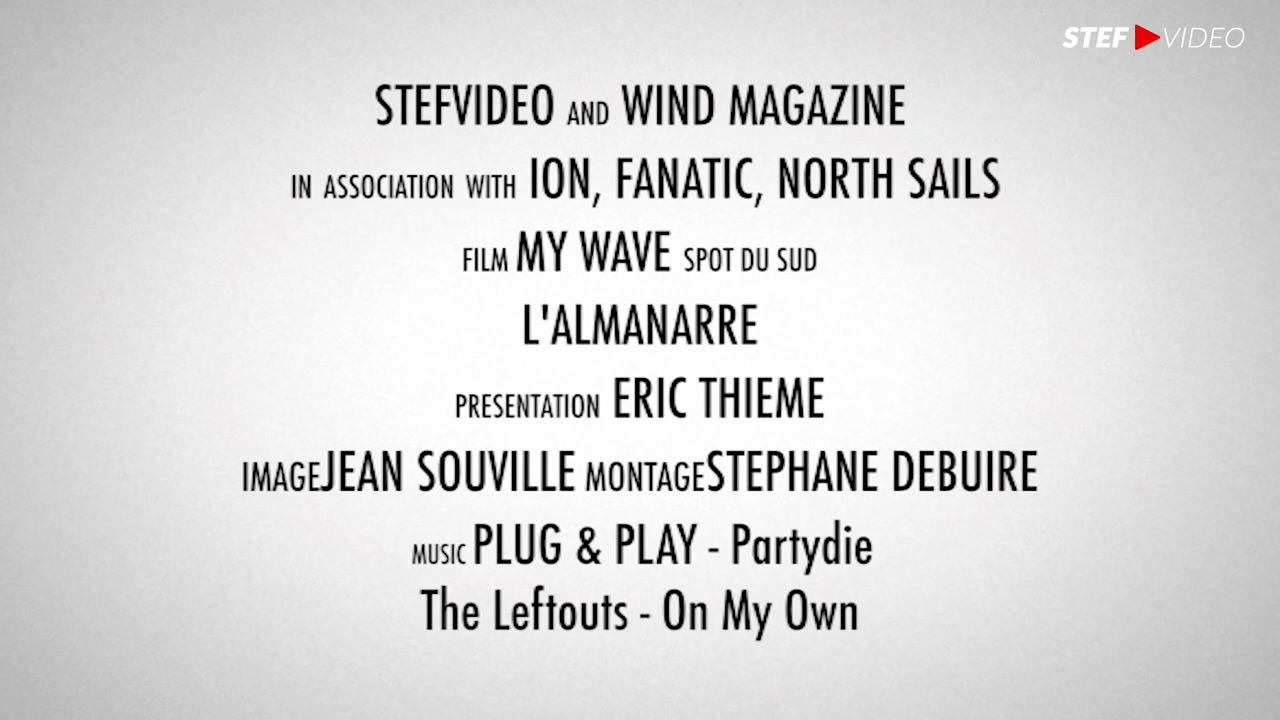 STEF VIDEO
STEFVIDEO AND WIND MAGAZINE
IN ASSOCIATION WITH ION, FANATIC, NORTH SAILS
FILM MY WAVE SPOT DU SUD
L'ALMANARRE
PRESENTATION ERIC THIEME
IMAGEJEAN SOUVILLE MONTAGESTEPHANE DEBUIRE
MUSIC PLUG & PLAY - Partydie
The Leftouts - On My Own